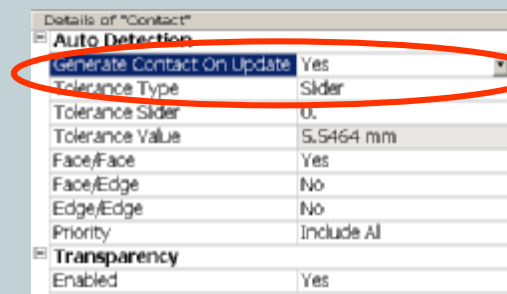 Details of "Contact"
Auto Detection
Generate Contact On Update Yes
Tolerance Type Slider
Tolerance Slider 0.
Tolerance Value 5.5464 mm
Face/Face Yes
Face/Edge No
Edge/Edge No
Priority Include All
Transparency
Enabled Yes